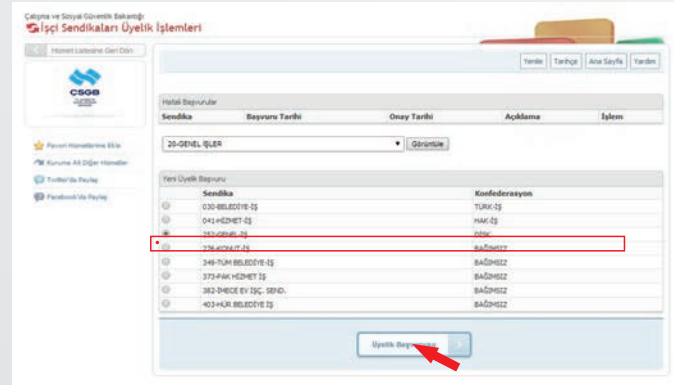 Çalışma ve Sosyal Güvenlik Bakanlığı
İşçi Sendikaları Üyelik İşlemleri
Hizmet Listesine Geri Dön
Yenile Tarihçe Ana Sayfa Yardım
CSGB
Hatalı Başvurular
Sendika Başvuru Tarihi Onay Tarihi Açıklama İşlem
20-GENEL İŞLER Görüntüle
Favori Hizmetlerime Ekle
Kuruma Ait Diğer Hizmetler
Twitter'da Paylaş
Facebook'da Paylaş
Yeni Üyelik Başvuru
Sendika Konfederasyon
030-BELEDİYE-İŞ TÜRK-İŞ
041-HİZMET-İŞ HAK-İŞ
252-GENEL-İŞ DİSK
276-KONUT-İŞ BAĞIMSIZ
349-TÜM BELEDİYE-İŞ BAĞIMSIZ
373-PAK HİZMET İŞ BAĞIMSIZ
382-İMECE EV İŞÇ. SEND. BAĞIMSIZ
403-HÜR BELEDİYE İŞ BAĞIMSIZ
Üyelik Başvurusu